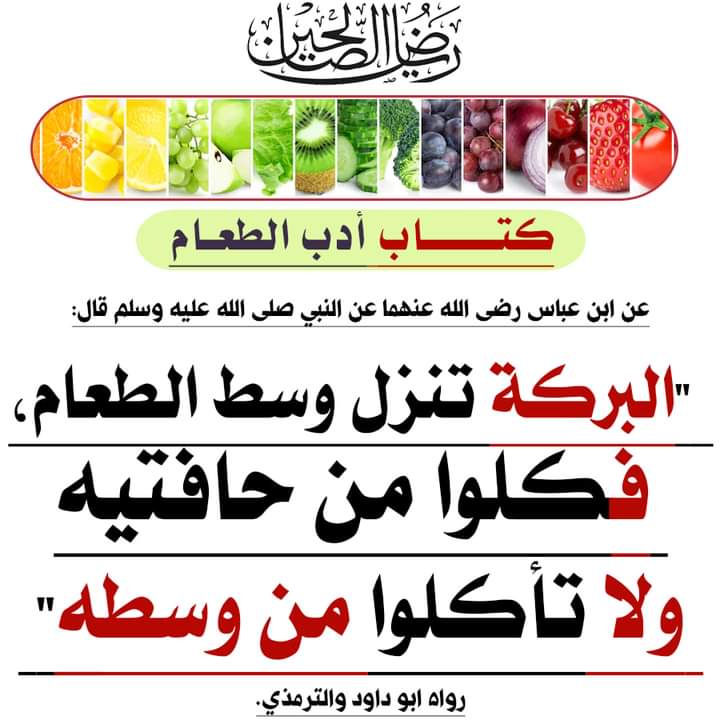 رياض الصالحين
كتاب أدب الطعام
عن ابن عباس رضى الله عنهما عن النبي صلى الله عليه وسلم قال:
"البركة تنزل وسط الطعام،
فكلوا من حافتيه
ولا تأكلوا من وسطه"
رواه ابو داود والترمذي.